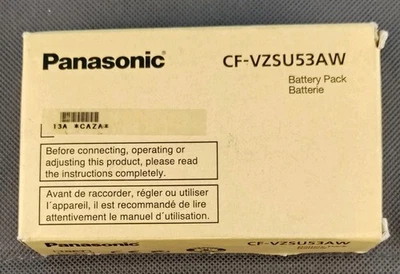 Panasonic®
CF-VZSU53AW
Battery Pack
Batterie
13A *CAZA*
Before connecting, operating or
adjusting this product, please read
the instructions completely.
Avant de raccorder, régler ou utiliser
l'appareil, il est recommandé de lire
attentivement le manuel d'utilisation.
Panasonic
CF-VZSU53AW